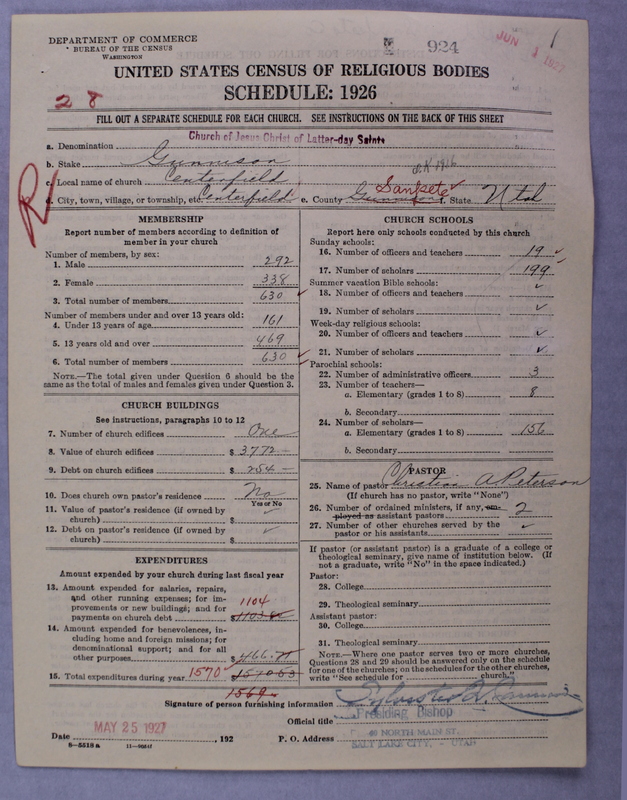 DEPARTMENT OF COMMERCE
BUREAU OF THE CENSUS
WASHINGTON
924
JUN 1 1927
UNITED STATES CENSUS OF RELIGIOUS BODIES
SCHEDULE: 1926
28
FILL OUT A SEPARATE SCHEDULE FOR EACH CHURCH. SEE INSTRUCTIONS ON THE BACK OF THIS SHEET
Church of Jesus Christ of Latter-day Saints
a. Denomination
b. Stake Gunnison
c. Local name of church Centerfield
d. City, town, village, or township, etc. Centerfield e. County Gunnison Sanpete f. State Utah
R
MEMBERSHIP
Report number of members according to definition of
member in your church
Number of members, by sex:
1. Male 292
2. Female 338
3. Total number of members 630
Number of members under and over 13 years old:
4. Under 13 years of age 161
5. 13 years old and over 469
6. Total number of members 630
NOTE.—The total given under Question 6 should be the
same as the total of males and females given under Question 3.
CHURCH BUILDINGS
See instructions, paragraphs 10 to 12
7. Number of church edifices One
8. Value of church edifices $ 3772 –
9. Debt on church edifices $ 254 –
10. Does church own pastor's residence No
Yes or No
11. Value of pastor's residence (if owned by
church) $
12. Debt on pastor's residence (if owned by
church) $
EXPENDITURES
Amount expended by your church during last fiscal year
13. Amount expended for salaries, repairs,
and other running expenses; for im-
provements or new buildings; and for
payments on church debt 1104
14. Amount expended for benevolences, in-
cluding home and foreign missions; for
denominational support; and for all
other purposes $ 466.
15. Total expenditures during year 1570
1569
CHURCH SCHOOLS
Report here only schools conducted by this church
Sunday schools:
16. Number of officers and teachers 19
17. Number of scholars 199
Summer vacation Bible schools:
18. Number of officers and teachers
19. Number of scholars
Week-day religious schools:
20. Number of officers and teachers
21. Number of scholars
Parochial schools:
22. Number of administrative officers 3
23. Number of teachers—
a. Elementary (grades 1 to 8) 8
b. Secondary
24. Number of scholars—
a. Elementary (grades 1 to 8) 156
b. Secondary
PASTOR
25. Name of pastor Christian A Peterson
(If church has no pastor, write "None")
26. Number of ordained ministers, if any, em-
ployed as assistant pastors 2
27. Number of other churches served by the
pastor or his assistants
If pastor (or assistant pastor) is a graduate of a college or
theological seminary, give name of institution below. (If
not a graduate, write "No" in the space indicated.)
Pastor:
28. College
29. Theological seminary
Assistant pastor:
30. College
31. Theological seminary
NOTE.—Where one pastor serves two or more churches,
Questions 28 and 29 should be answered only on the schedule
for one of the churches; on the schedules for the other churches,
write "See schedule for church."
Signature of person furnishing information Sylvester Q. Cannon
Official title Presiding Bishop
Date MAY 25 1927, 192 P. O. Address 40 NORTH MAIN ST.
SALT LAKE CITY, - UTAH
8—5510 a